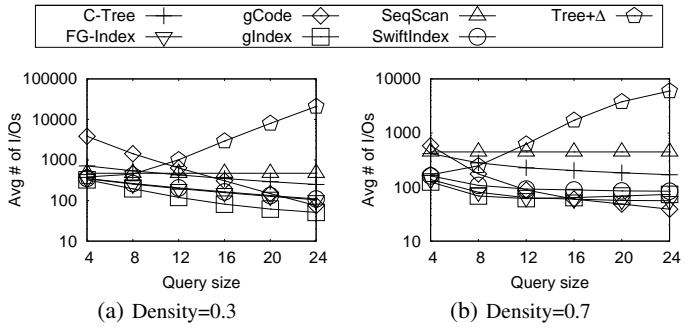 C-Tree gCode SeqScan Tree+Δ
FG-Index gIndex SwiftIndex
100000
10000
1000
100
10
Avg # of I/Os
4 8 12 16 20 24
Query size
(a) Density=0.3
10000
1000
100
10
Avg # of I/Os
4 8 12 16 20 24
Query size
(b) Density=0.7